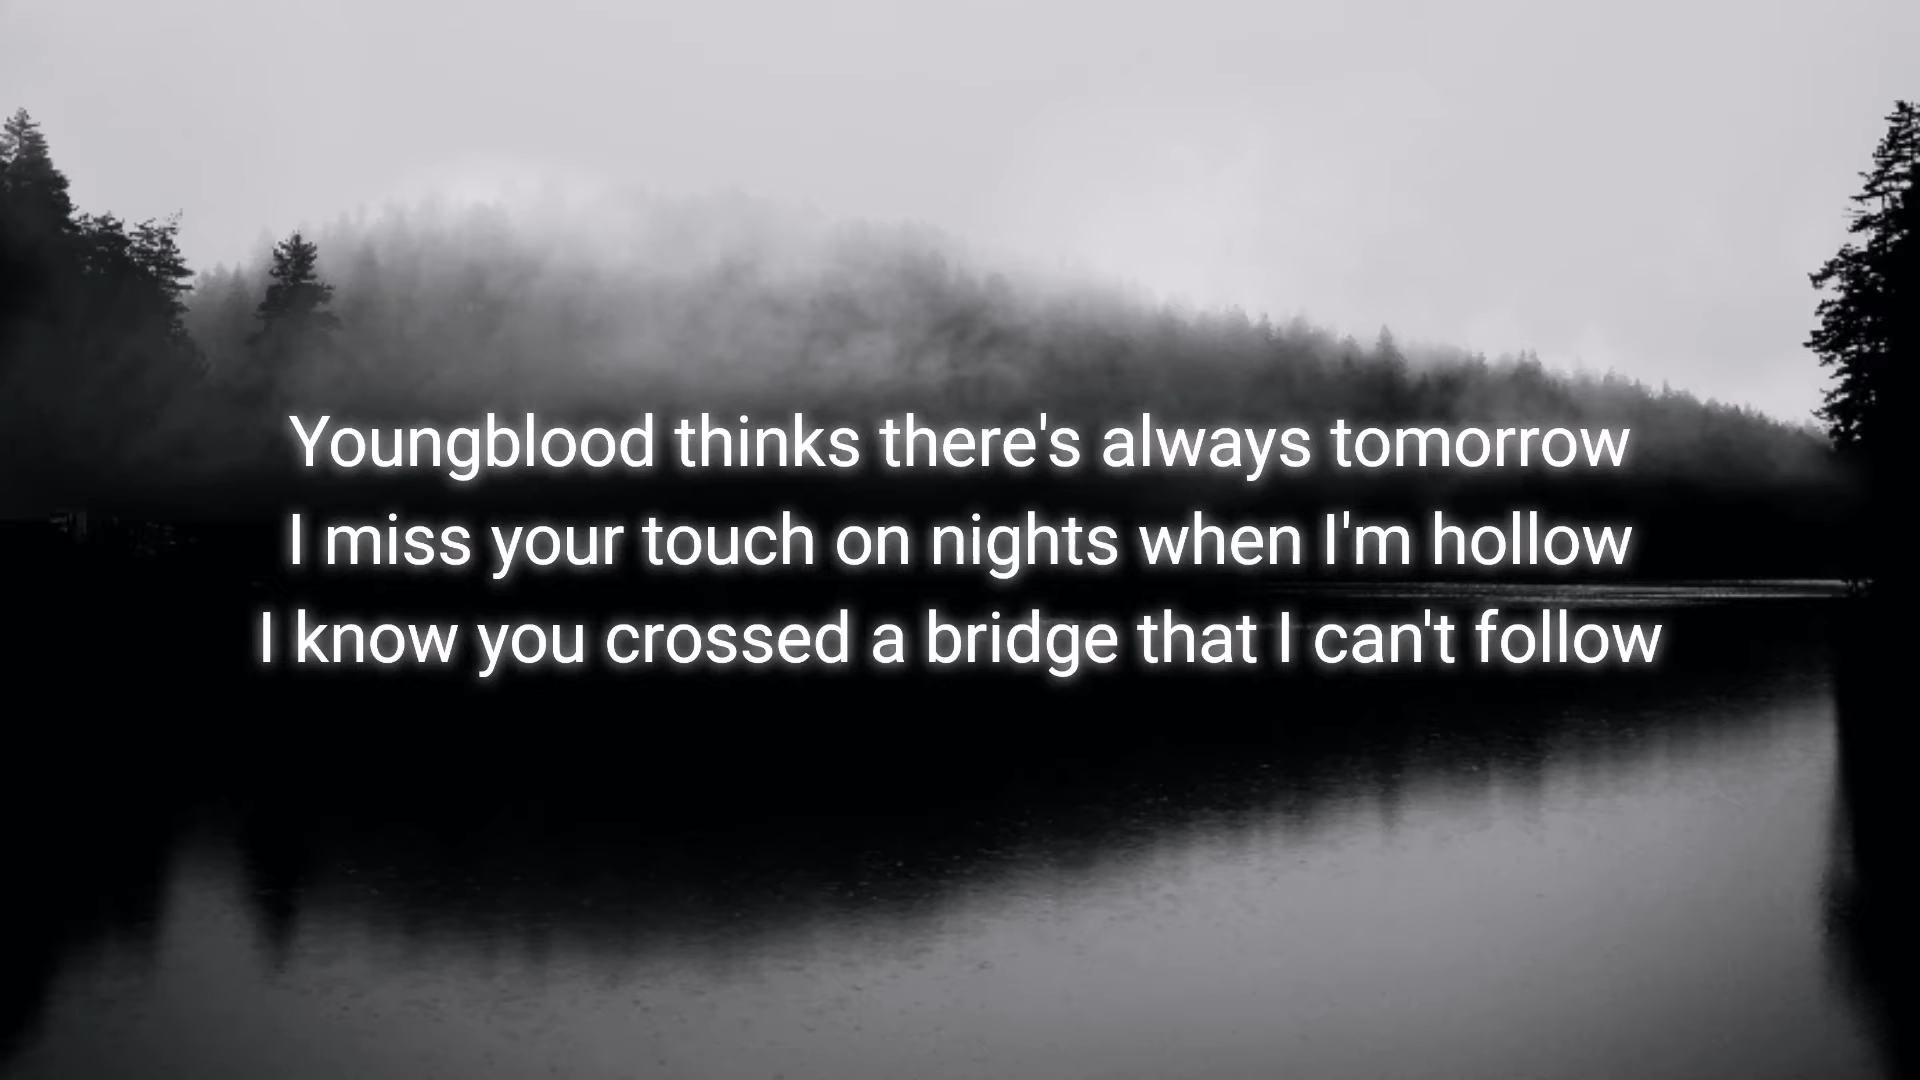 Youngblood thinks there's always tomorrow
I miss your touch on nights when I'm hollow
I know you crossed a bridge that I can't follow